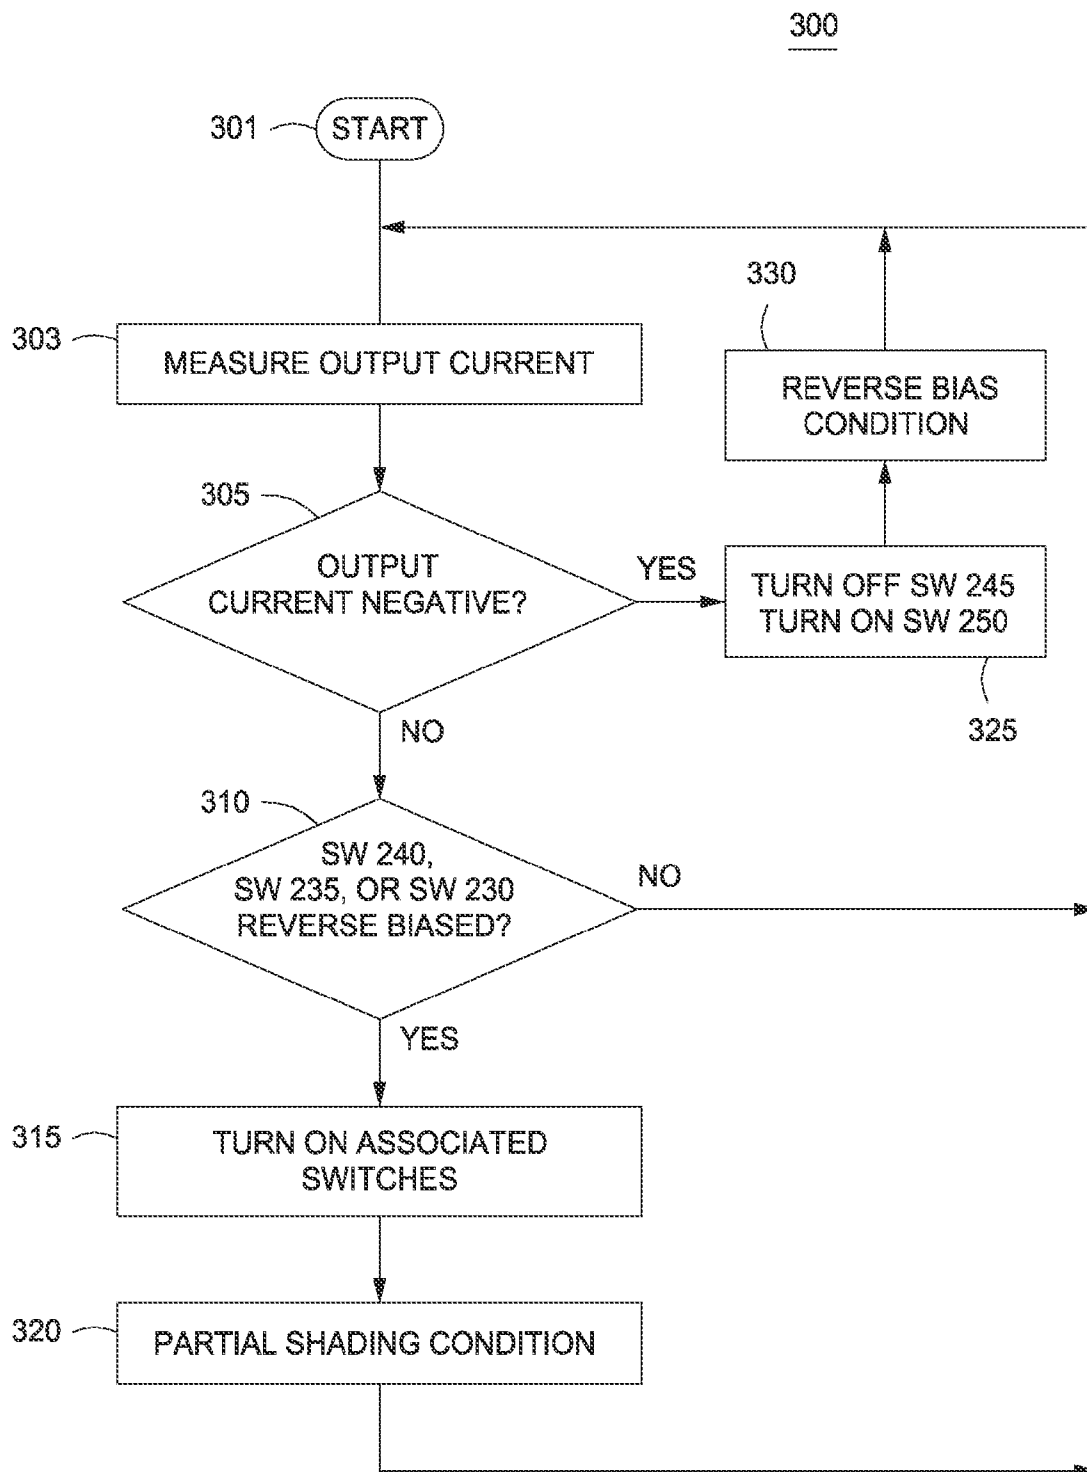 300
301
START
330
303
MEASURE OUTPUT CURRENT
REVERSE BIAS
CONDITION
305
OUTPUT
CURRENT NEGATIVE?
YES
TURN OFF SW 245
TURN ON SW 250
325
NO
310
SW 240,
SW 235, OR SW 230
REVERSE BIASED?
NO
YES
315
TURN ON ASSOCIATED
SWITCHES
320
PARTIAL SHADING CONDITION